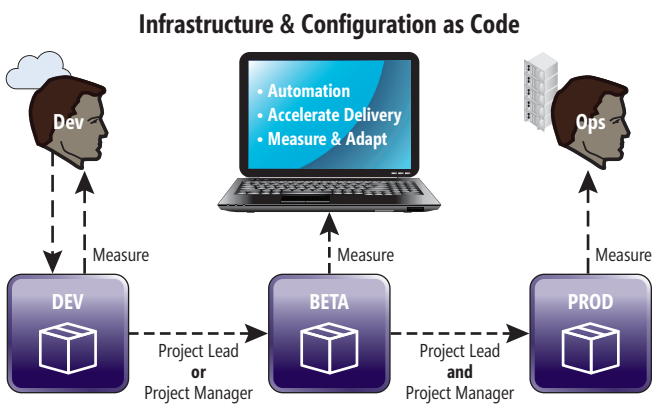 Infrastructure & Configuration as Code
Dev
• Automation
• Accelerate Delivery
• Measure & Adapt
Ops
Measure
Measure
Measure
DEV
BETA
PROD
Project Lead
or
Project Manager
Project Lead
and
Project Manager